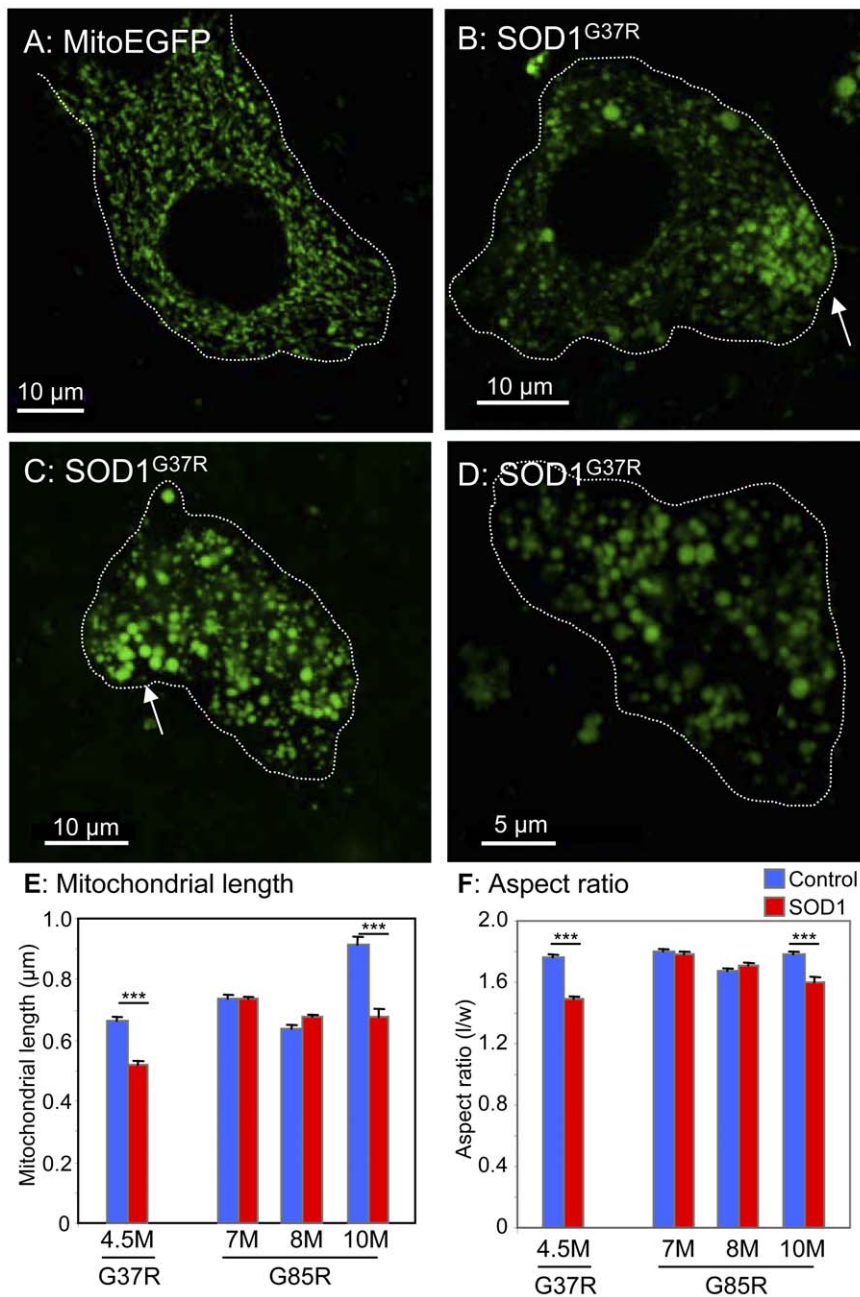 A: MitoEGFP
10 µm
B: SOD1G37R
10 µm
C: SOD1G37R
10 µm
D: SOD1G37R
5 µm
E: Mitochondrial length
Mitochondrial length (µm)
1.0
0.8
0.6
0.4
0.2
0
***
***
4.5M 7M 8M 10M
G37R G85R
F: Aspect ratio
Control
SOD1
Aspect ratio (l/w)
2.0
1.6
1.2
0.8
0.4
0
***
***
4.5M 7M 8M 10M
G37R G85R